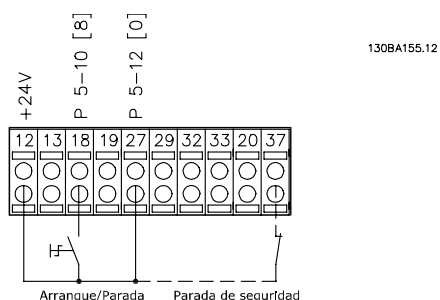 130BA155.12
+24V
P 5-10 [8]
P 5-12 [0]
12 13 18 19 27 29 32 33 20 37
Arranque/Parada
Parada de seguridad